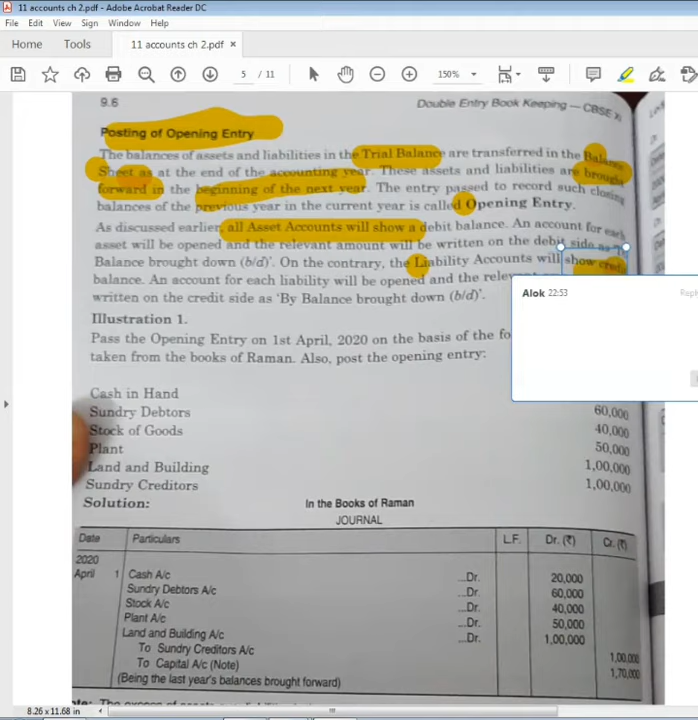 11 accounts ch 2.pdf - Adobe Acrobat Reader DC
File Edit View Sign Window Help
Home Tools 11 accounts ch 2.pdf ×
5 / 11 150%
9.6 Double Entry Book Keeping—CBSE XI
Posting of Opening Entry
The balances of assets and liabilities in the Trial Balance are transferred in the Balance
Sheet as at the end of the accounting year. These assets and liabilities are brought
forward in the beginning of the next year. The entry passed to record such closing
balances of the previous year in the current year is called Opening Entry.
As discussed earlier, all Asset Accounts will show a debit balance. An account for each
asset will be opened and the relevant amount will be written on the debit side as
Balance brought down (b/d)'. On the contrary, the Liability Accounts will show
balance. An account for each liability will be opened and the
written on the credit side as 'By Balance brought down (b/d)'.
Illustration 1.
Pass the Opening Entry on 1st April, 2020 on the basis of the
taken from the books of Raman. Also, post the opening entry:
Alok 22:53
Cash in Hand
Sundry Debtors 60,000
Stock of Goods 40,000
Plant 50,000
Land and Building 1,00,000
Sundry Creditors 1,00,000
Solution: In the Books of Raman
JOURNAL
Date Particulars L.F. Dr. (₹) Cr. (₹)
2020
April 1 Cash A/c ...Dr. 20,000
Sundry Debtors A/c ...Dr. 60,000
Stock A/c ...Dr. 40,000
Plant A/c ...Dr. 50,000
Land and Building A/c ...Dr. 1,00,000
To Sundry Creditors A/c 1,00,000
To Capital A/c (Note) 1,70,000
(Being the last year's balances brought forward)
8.26 x 11.68 in